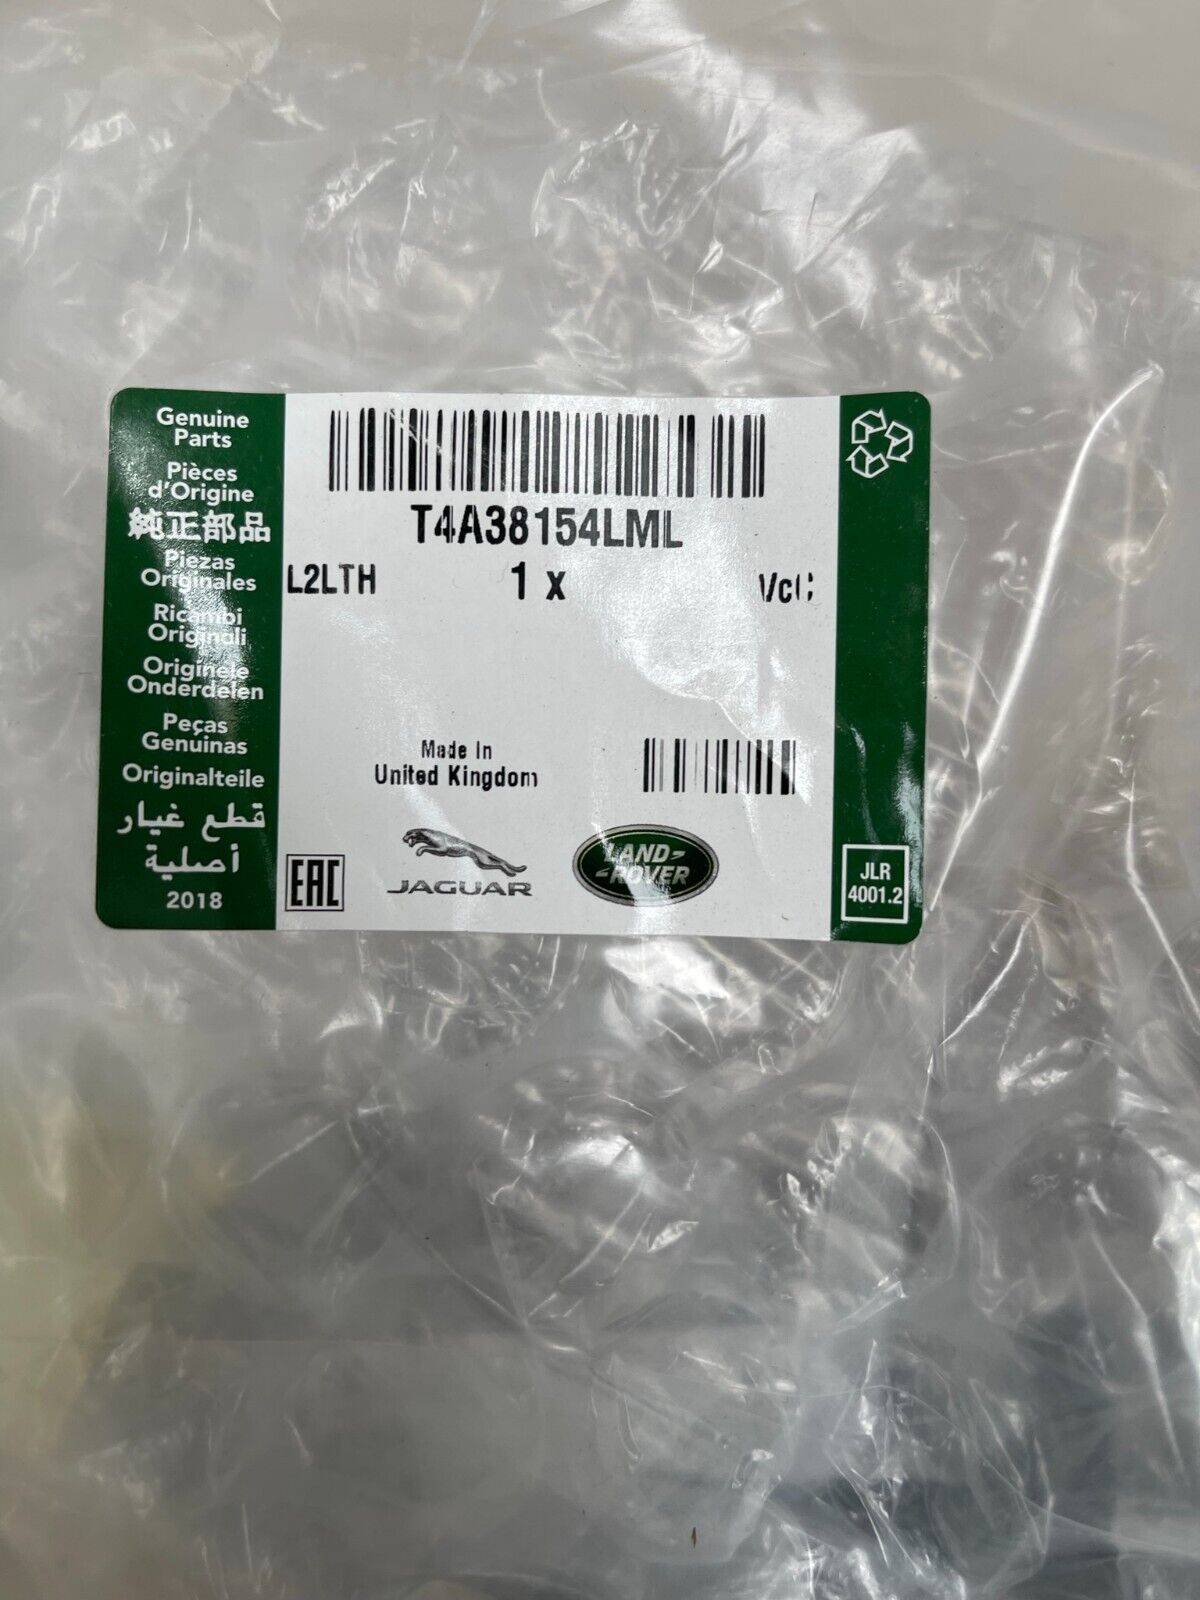 Genuine
Parts
Pièces
d'Origine
純正部品
Piezas
Originales
Ricambi
Originali
Originele
Onderdelen
Peças
Genuinas
Originalteile
قطع غيار
أصلية
2018
T4A38154LML
L2LTH 1 x
Made In
United Kingdom
EAC
JAGUAR
LAND-
-ROVER
JLR
4001.2